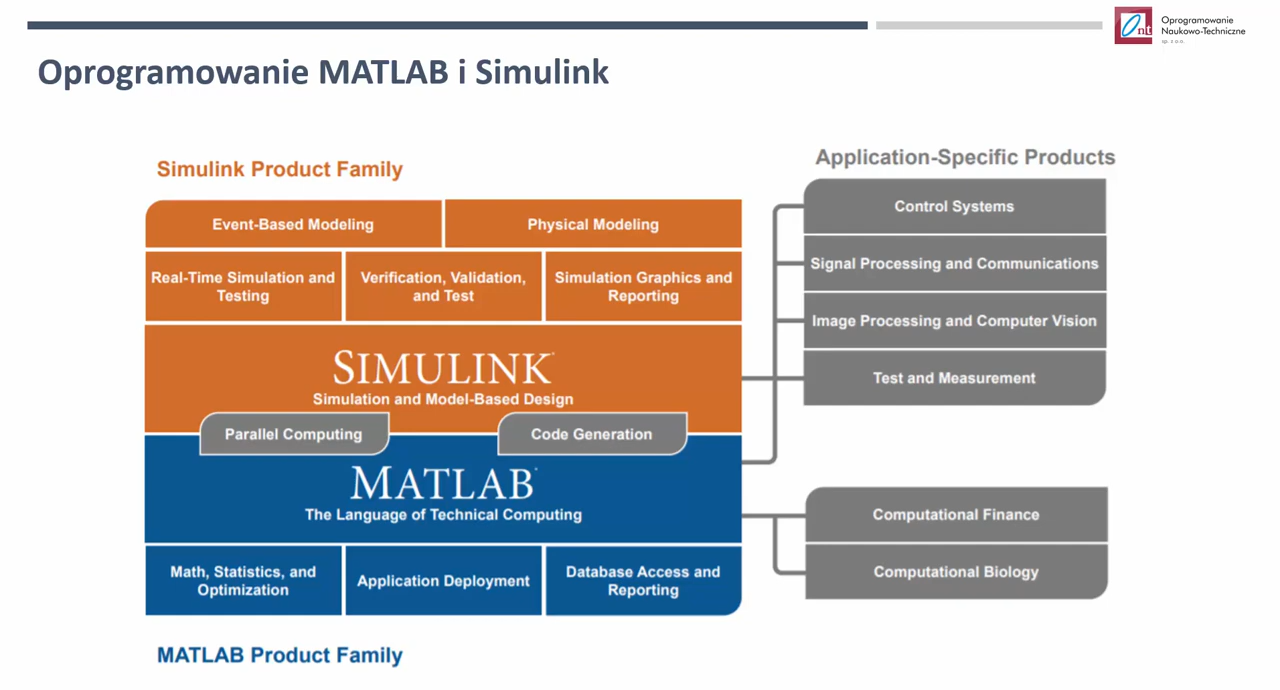 Oprogramowanie
Naukowo-Techniczne
sp. z o.o.
Oprogramowanie MATLAB i Simulink
Simulink Product Family
Event-Based Modeling
Physical Modeling
Real-Time Simulation and
Testing
Verification, Validation,
and Test
Simulation Graphics and
Reporting
SIMULINK
Simulation and Model-Based Design
Parallel Computing
Code Generation
MATLAB
The Language of Technical Computing
Math, Statistics, and
Optimization
Application Deployment
Database Access and
Reporting
MATLAB Product Family
Application-Specific Products
Control Systems
Signal Processing and Communications
Image Processing and Computer Vision
Test and Measurement
Computational Finance
Computational Biology